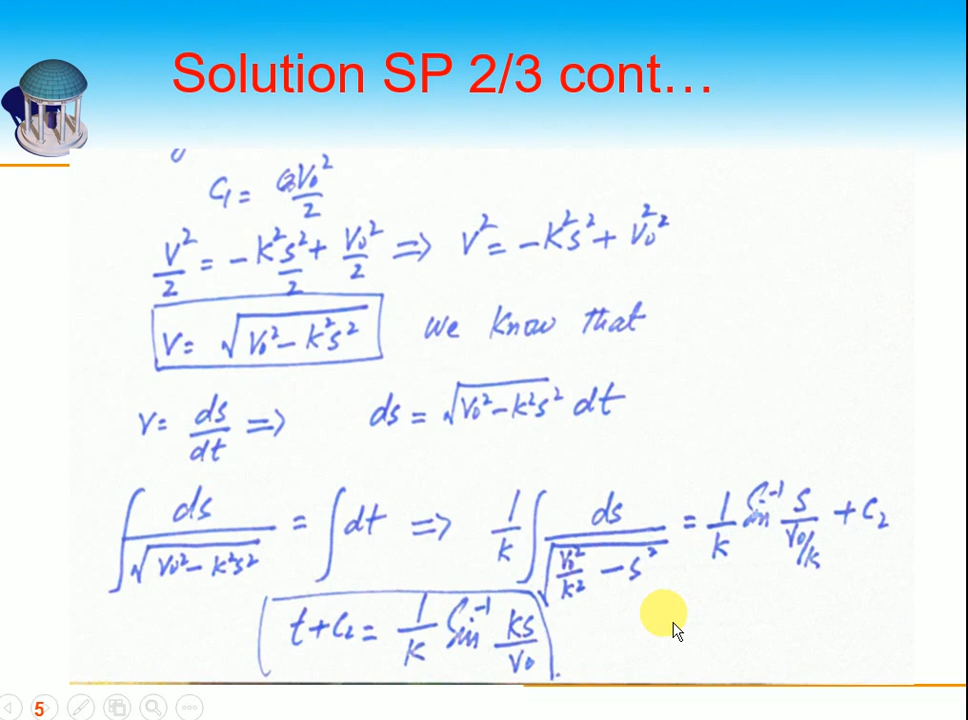 Solution SP 2/3 cont...
C₁ = V₀²/2
V²/2 = -K²s²/2 + V₀²/2 => V² = -K²s² + V₀²
V = √(V₀² - K²s²) We Know that
V = ds/dt => ds = √(V₀² - K²s²) dt
∫ ds/√(V₀² - K²s²) = ∫ dt => 1/K ∫ ds/√(V₀²/K² - s²) = 1/K Sin⁻¹ S/(V₀/K) + C₂
t + C₂ = 1/K Sin⁻¹ KS/V₀.
5